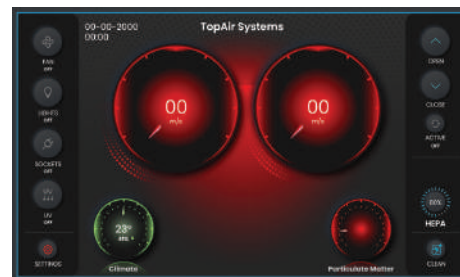 00-00-2000
00:00
TopAir Systems
FAN
OFF
LIGHTS
OFF
SOCKETS
OFF
UV
OFF
SETTINGS
00
m/s
00
m/s
23°
Climate
Particulate Matter
OPEN
CLOSE
ACTIVE
OFF
HEPA
CLEAN